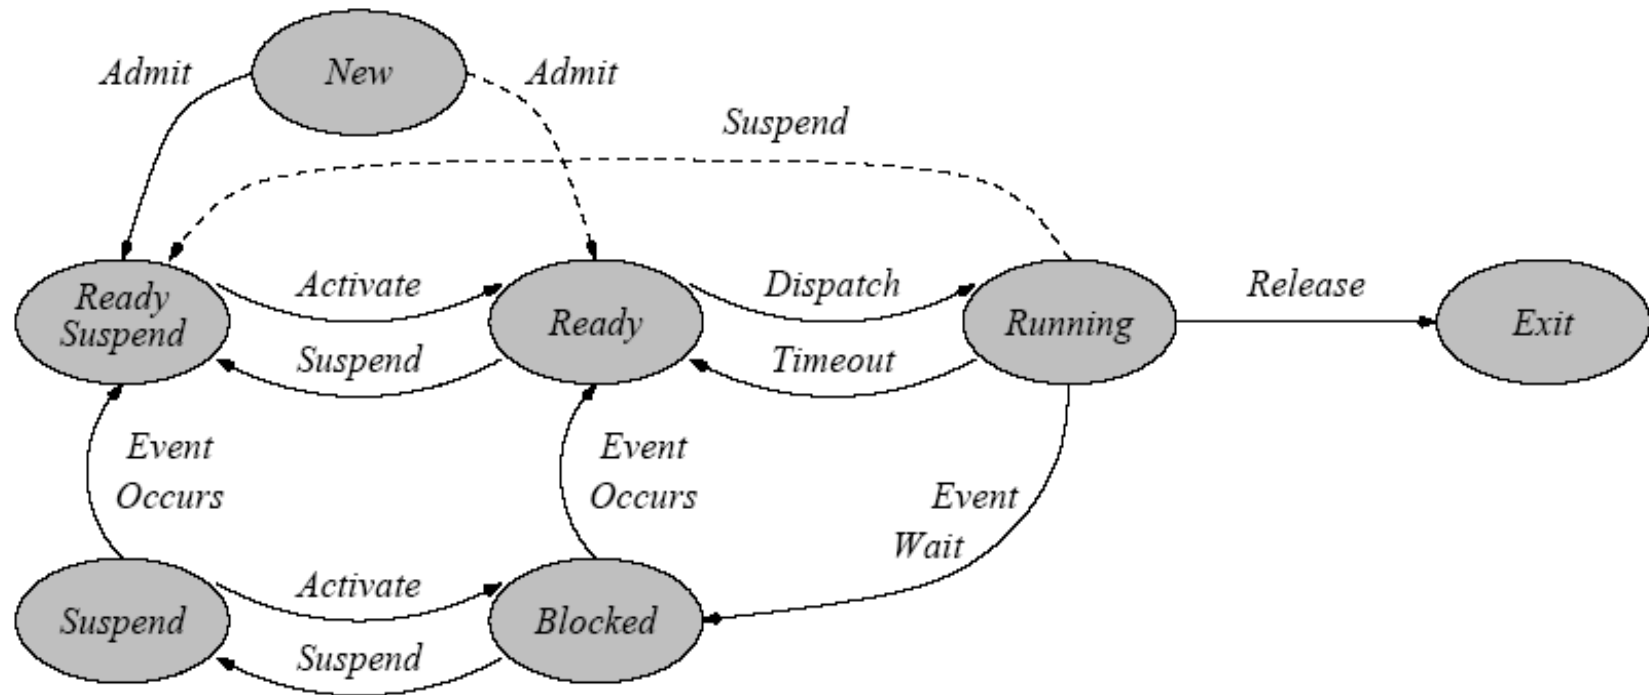 Admit
New
Admit
Suspend
Ready
Suspend
Activate
Suspend
Ready
Dispatch
Timeout
Running
Release
Exit
Event
Occurs
Event
Occurs
Event
Wait
Suspend
Activate
Suspend
Blocked